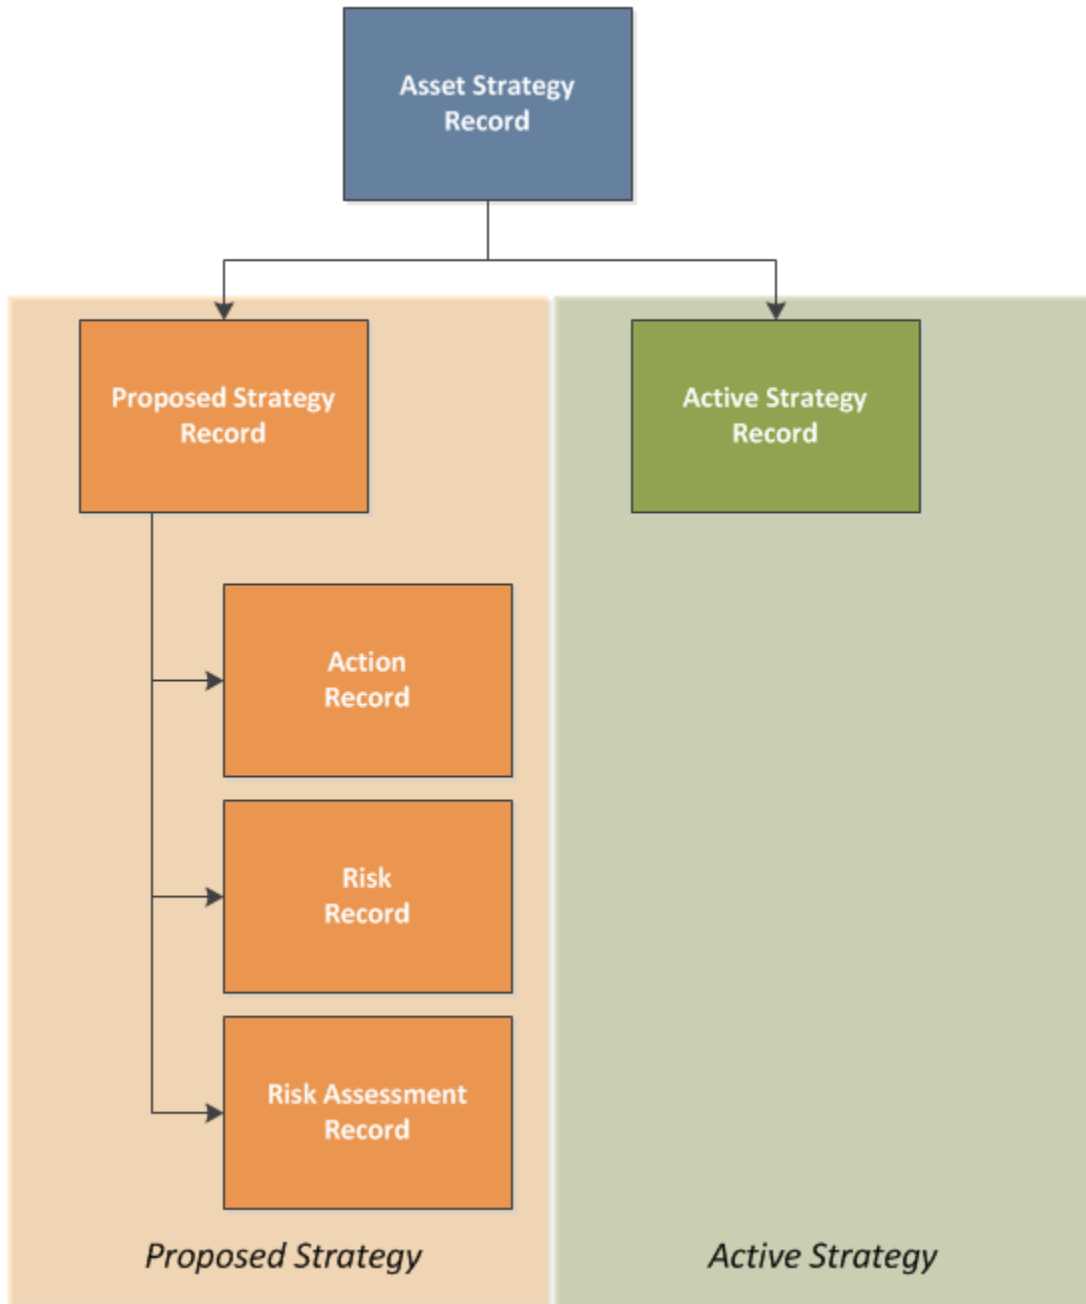 Asset Strategy
Record
Proposed Strategy
Record
Active Strategy
Record
Action
Record
Risk
Record
Risk Assessment
Record
Proposed Strategy
Active Strategy